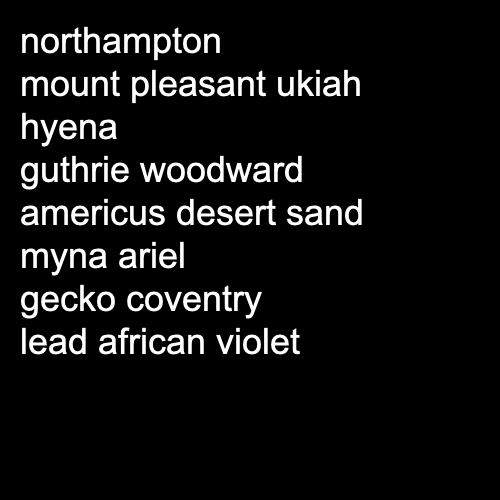 northampton
mount pleasant ukiah
hyena
guthrie woodward
americus desert sand
myna ariel
gecko coventry
lead african violet